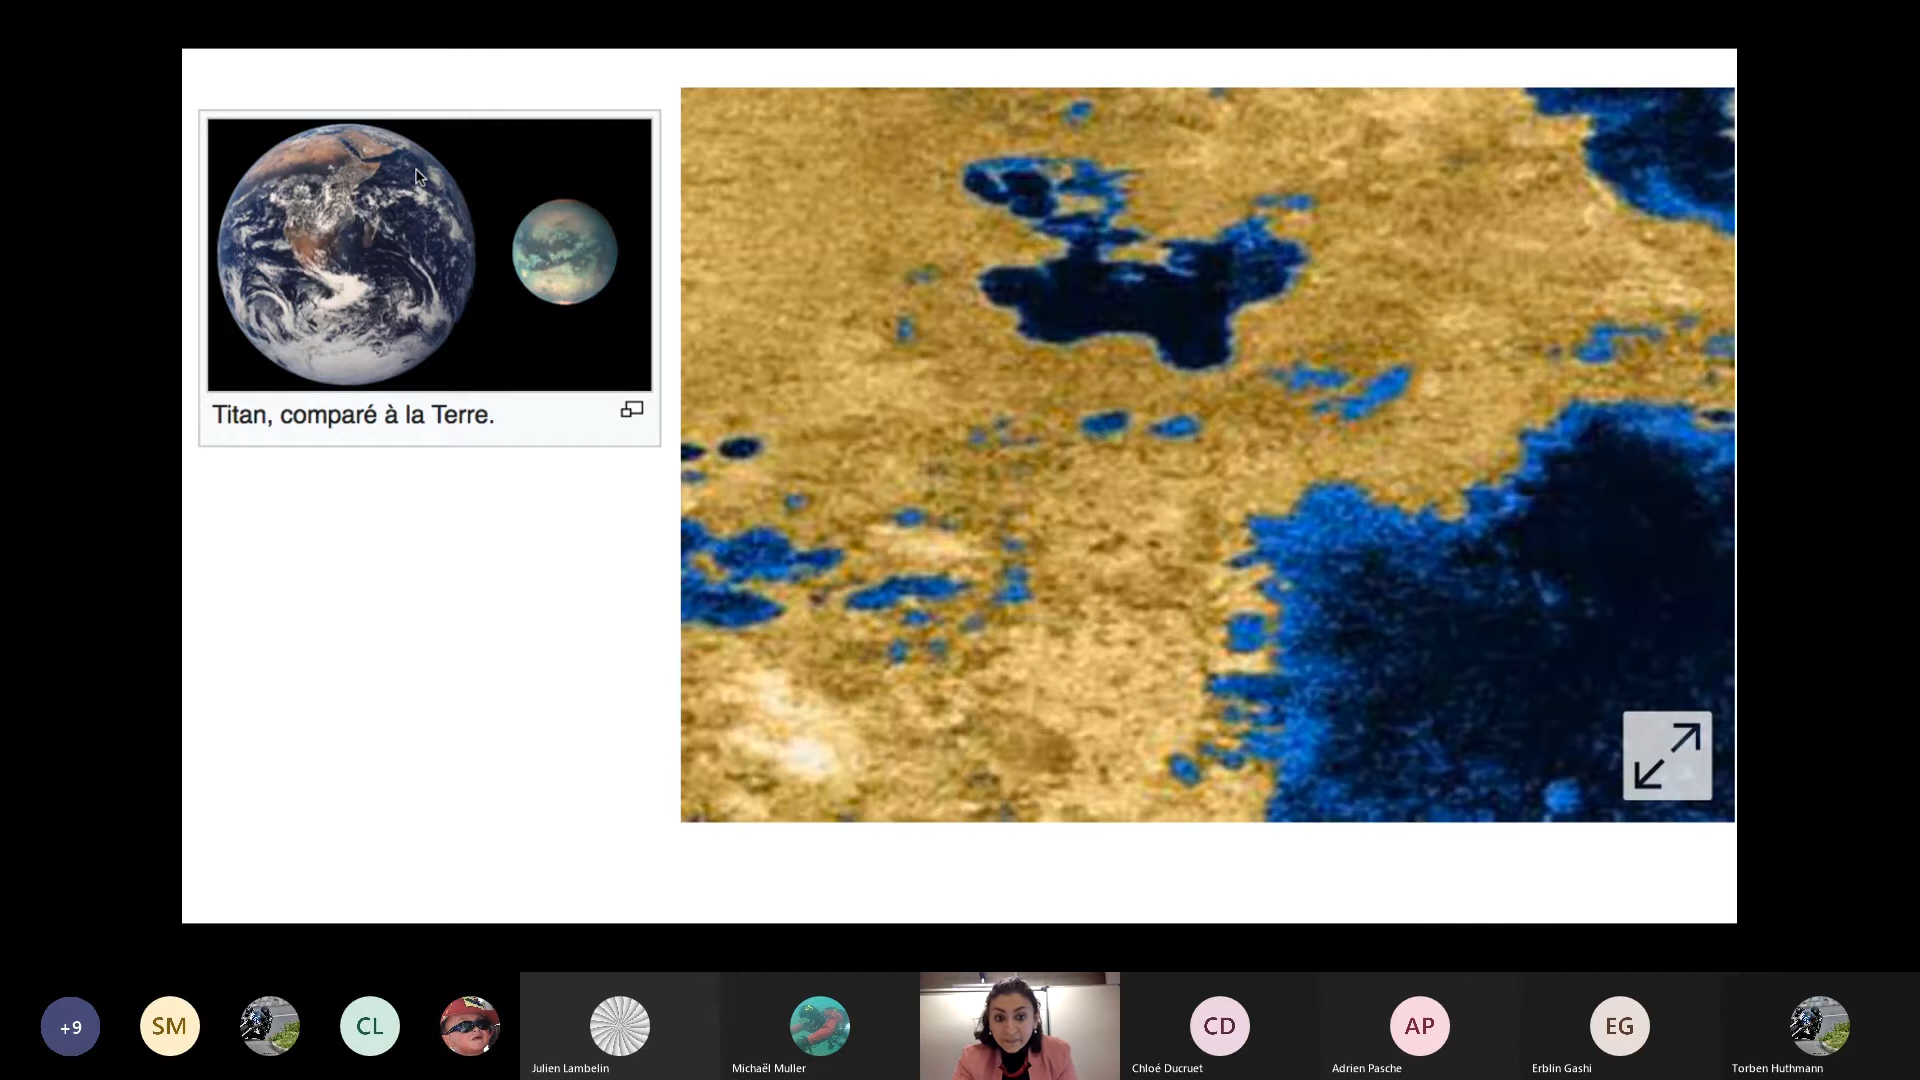 Titan, comparé à la Terre.
+9
SM
CL
CD
AP
EG
Julien Lambelin
Michaël Muller
Chloé Ducruet
Adrien Pasche
Erblin Gashi
Torben Huthmann